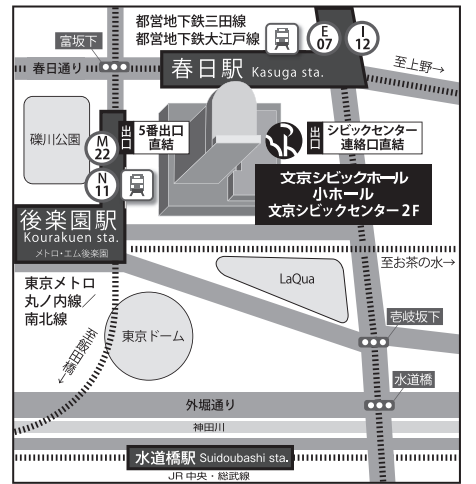 都営地下鉄三田線
都営地下鉄大江戸線
E
07
I
12
富坂下
春日通り
春日駅 Kasuga sta.
至上野→
礫川公園
M
22
出口
5番出口
直結
出口
シビックセンター
連絡口直結
N
11
文京シビックホール
小ホール
文京シビックセンター2F
後楽園駅
Kourakuen sta.
メトロ・エム後楽園
至お茶の水→
東京メトロ
丸ノ内線／
南北線
LaQua
壱岐坂下
至飯田橋→
東京ドーム
水道橋
外堀通り
神田川
水道橋駅 Suidoubashi sta.
JR中央・総武線